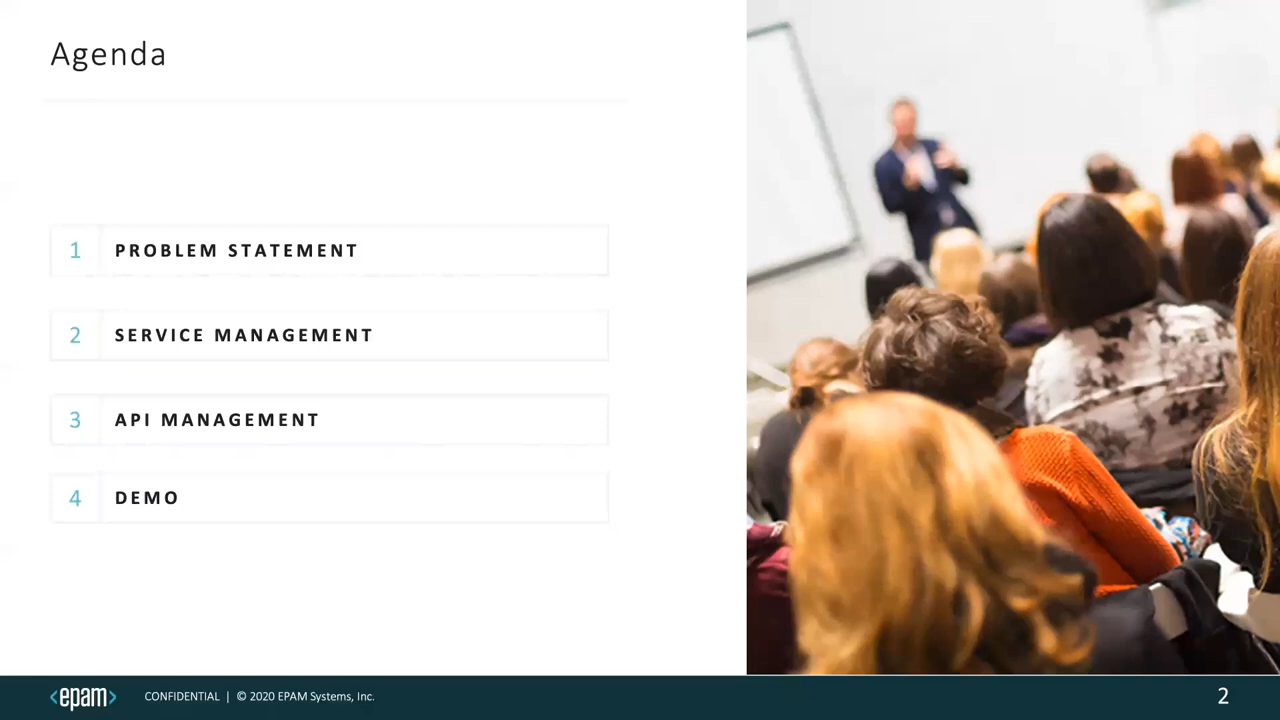 Agenda
1 PROBLEM STATEMENT
2 SERVICE MANAGEMENT
3 API MANAGEMENT
4 DEMO
<epam> CONFIDENTIAL | © 2020 EPAM Systems, Inc. 2